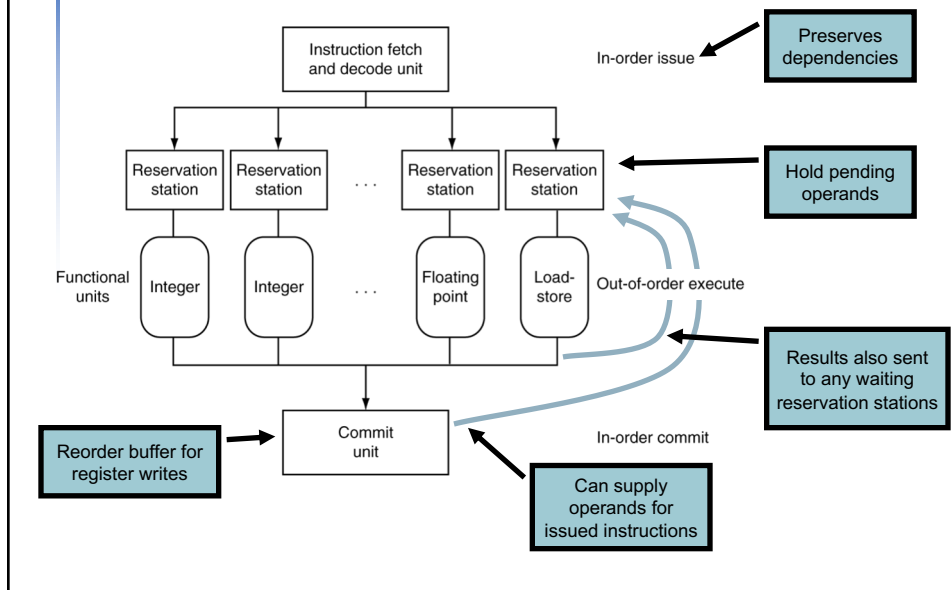 Instruction fetch
and decode unit
In-order issue
Preserves
dependencies
Reservation
station
Reservation
station
. . .
Reservation
station
Reservation
station
Hold pending
operands
Functional
units
Integer
Integer
. . .
Floating
point
Load-
store
Out-of-order execute
Results also sent
to any waiting
reservation stations
Reorder buffer for
register writes
Commit
unit
In-order commit
Can supply
operands for
issued instructions